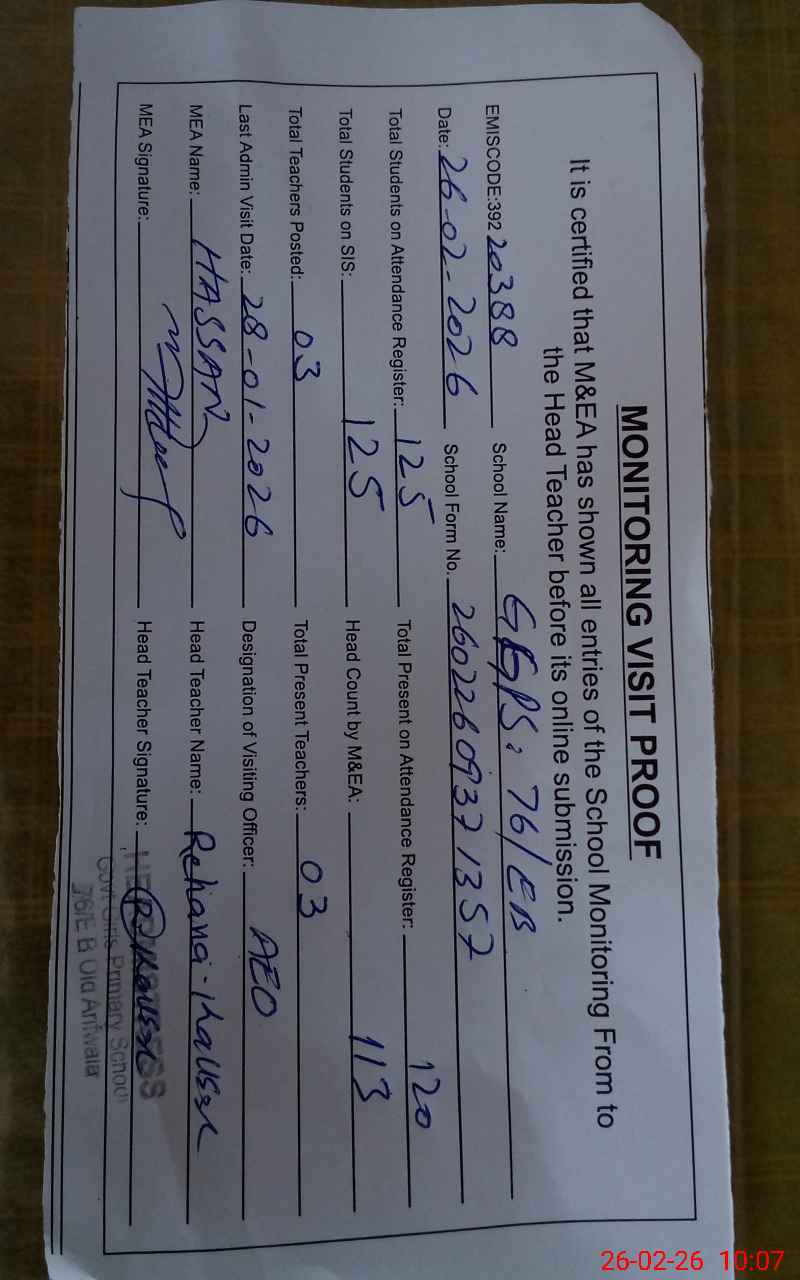 MONITORING VISIT PROOF
It is certified that M&EA has shown all entries of the School Monitoring From to
the Head Teacher before its online submission.
EMISCODE:392 20388 School Name: GGPS, 76/EB
Date: 26-02-2026 School Form No. 2602260937 1357
Total Students on Attendance Register: 125 Total Present on Attendance Register: 120
Total Students on SIS: 125 Head Count by M&EA: 113
Total Teachers Posted: 03 Total Present Teachers: 03
Last Admin Visit Date: 28-01-2026 Designation of Visiting Officer: AEO
MEA Name: HASSAN Head Teacher Name: Rehana-Kausar
MEA Signature: Head Teacher Signature: R.Kausar
Govt Girls Primary School
76/E B Old Arifwala
26-02-26 10:07